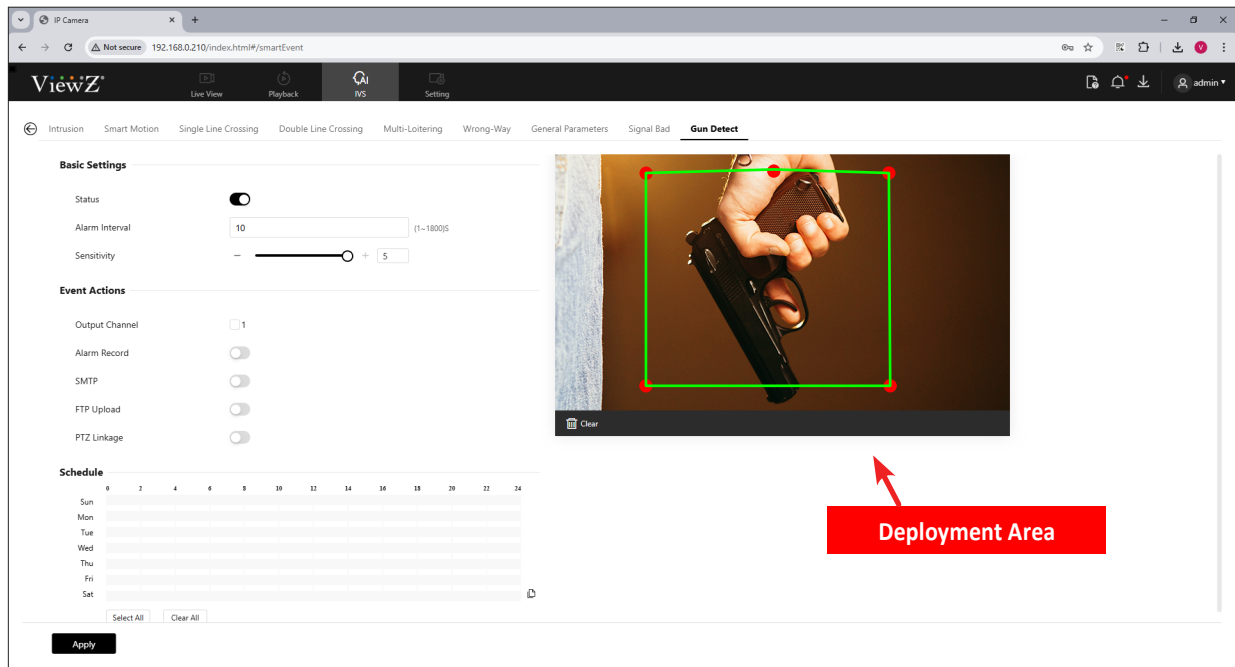 IP Camera
Not secure 192.168.0.210/index.html#/smartEvent
ViewZ
Live View Playback AI IVS Setting admin
Intrusion Smart Motion Single Line Crossing Double Line Crossing Multi-Loitering Wrong-Way General Parameters Signal Bad Gun Detect
Basic Settings
Status
Alarm Interval 10 (1~1800)S
Sensitivity − + 5
Event Actions
Output Channel 1
Alarm Record
SMTP
FTP Upload
PTZ Linkage
Clear
Schedule
0 2 4 6 8 10 12 14 16 18 20 22 24
Sun
Mon
Tue
Wed
Thu
Fri
Sat
Select All Clear All
Apply
Deployment Area
V